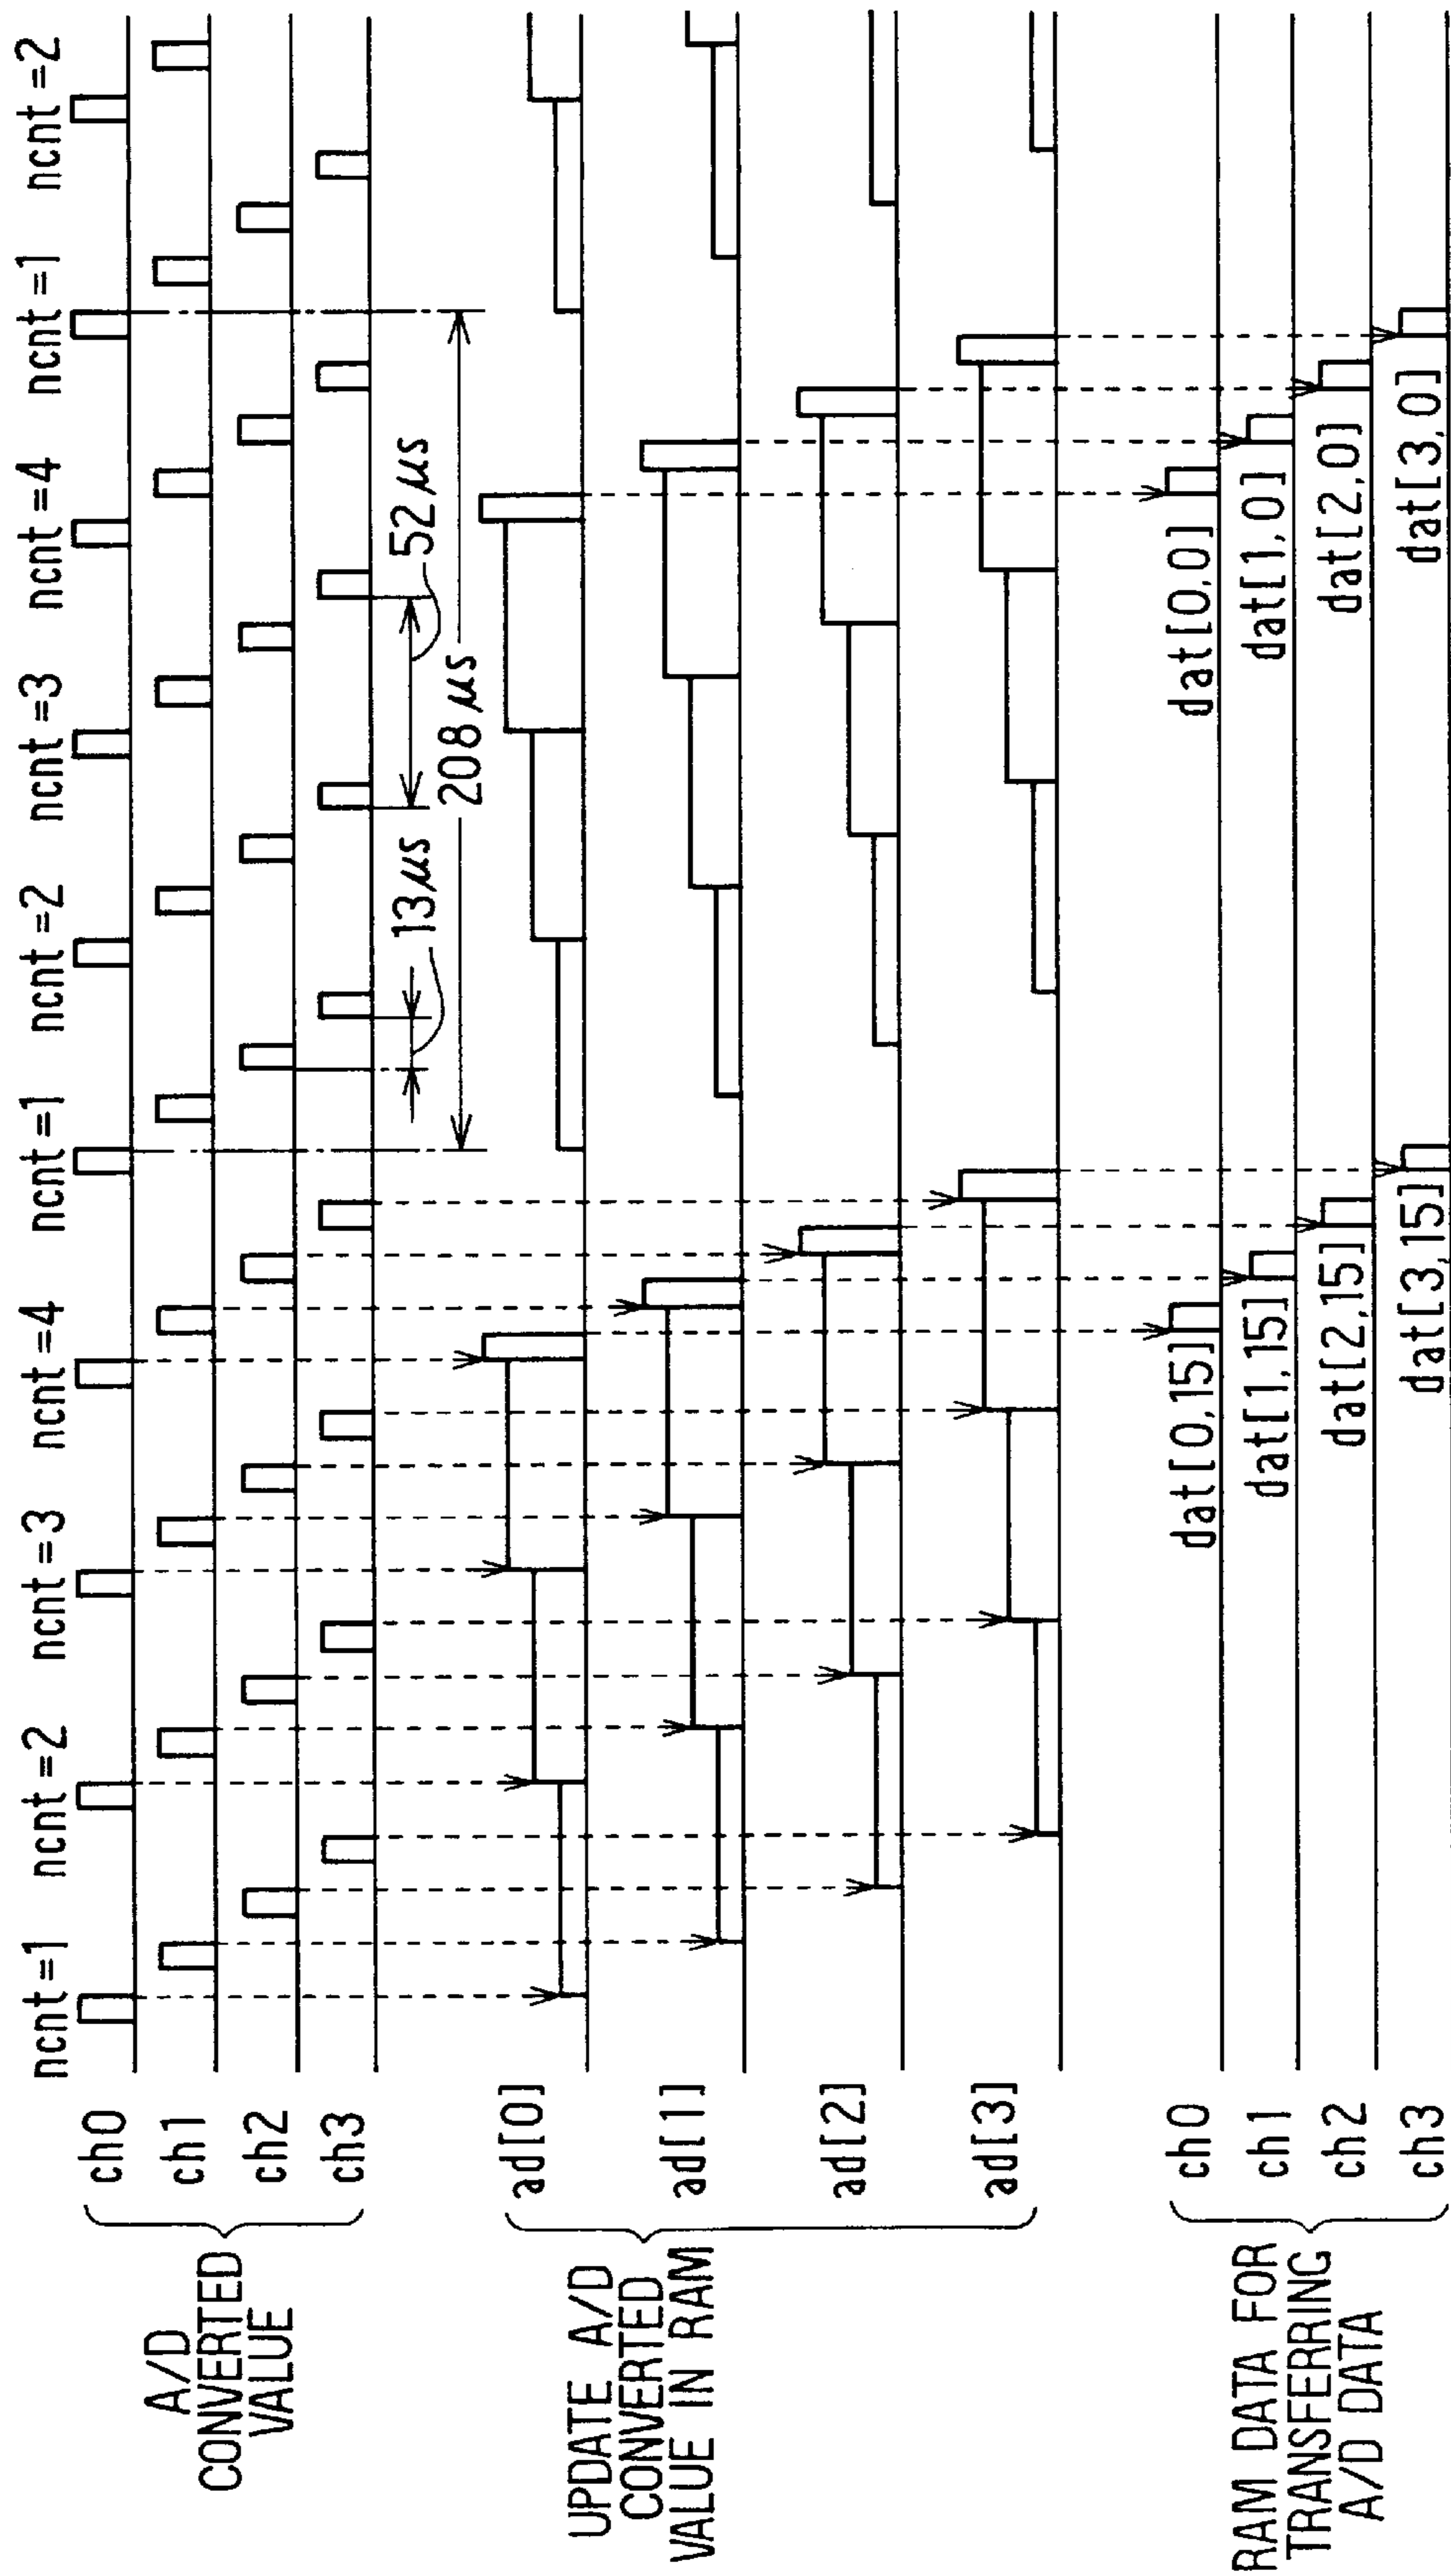 ncnt=1 ncnt=2 ncnt=3 ncnt=4 ncnt=1 ncnt=2 ncnt=3 ncnt=4 ncnt=1 ncnt=2
A/D
CONVERTED
VALUE
ch0
ch1
ch2
ch3
13μs
52μs
208μs
UPDATE A/D
CONVERTED
VALUE IN RAM
ad[0]
ad[1]
ad[2]
ad[3]
RAM DATA FOR
TRANSFERRING
A/D DATA
ch0
ch1
ch2
ch3
dat[0,15]
dat[1,15]
dat[2,15]
dat[3,15]
dat[0,0]
dat[1,0]
dat[2,0]
dat[3,0]